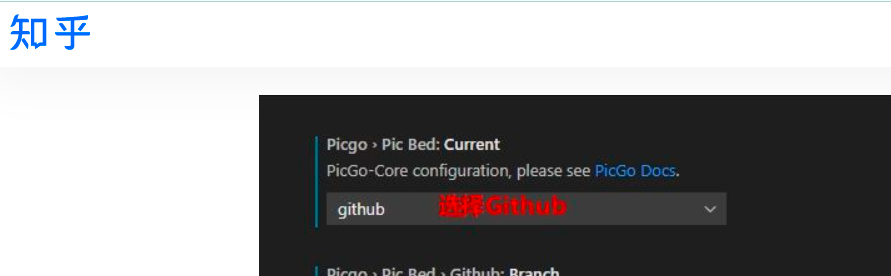 知乎
Picgo › Pic Bed: Current
PicGo-Core configuration, please see PicGo Docs.
github 选择Github
Picgo › Pic Bed › Github: Branch